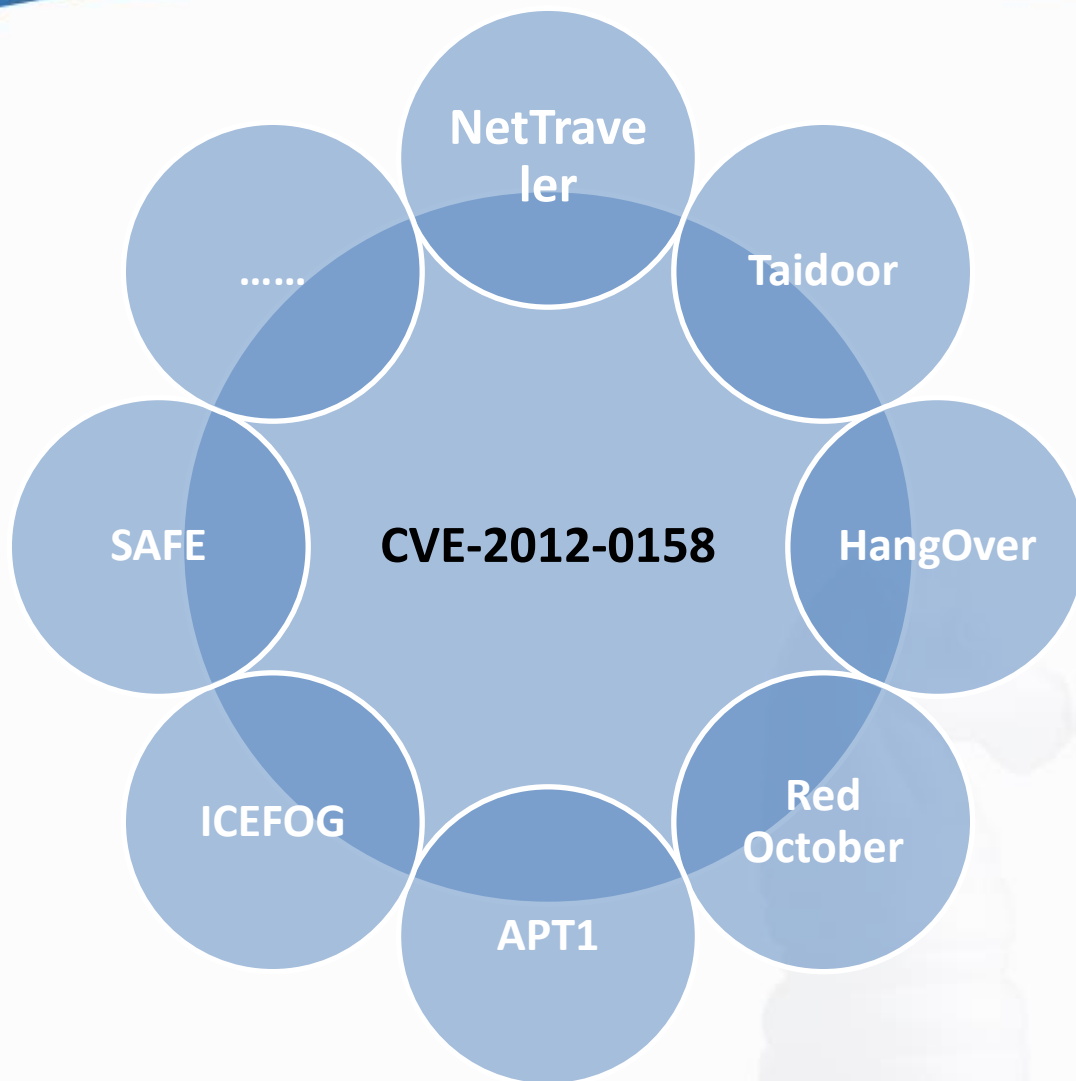 NetTrave
ler
……
Taidoor
SAFE
CVE-2012-0158
HangOver
ICEFOG
Red
October
APT1